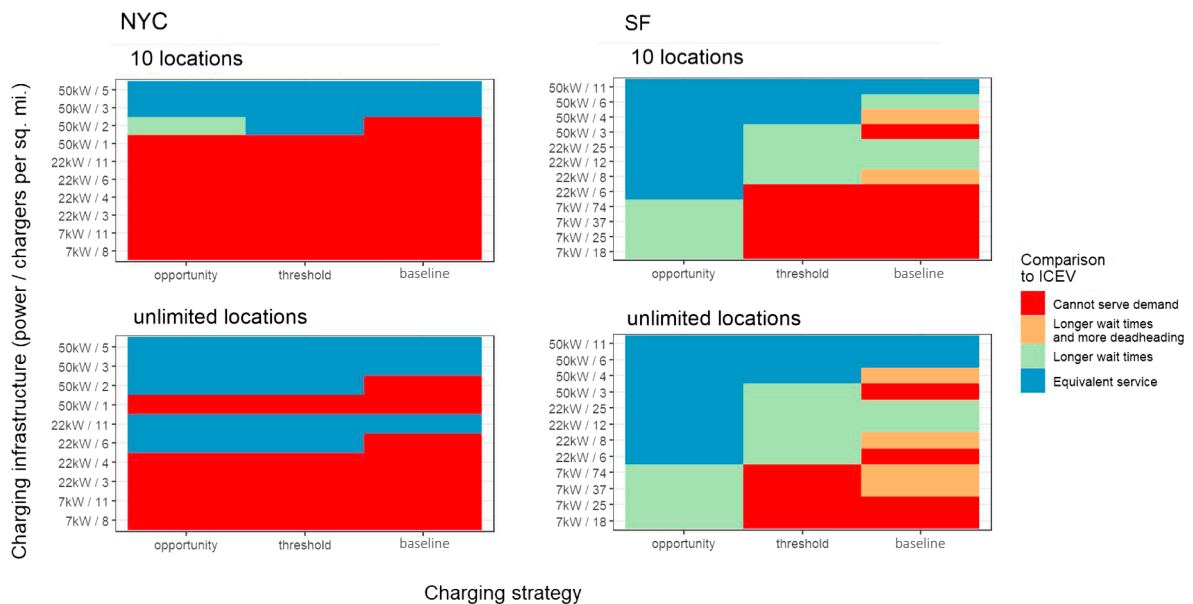 NYC
SF
10 locations
10 locations
Charging infrastructure (power / chargers per sq. mi.)
50kW / 5
50kW / 3
50kW / 2
50kW / 1
22kW / 11
22kW / 6
22kW / 4
22kW / 3
7kW / 11
7kW / 8
opportunity threshold baseline
50kW / 11
50kW / 6
50kW / 4
50kW / 3
22kW / 25
22kW / 12
22kW / 8
22kW / 6
7kW / 74
7kW / 37
7kW / 25
7kW / 18
opportunity threshold baseline
unlimited locations
50kW / 5
50kW / 3
50kW / 2
50kW / 1
22kW / 11
22kW / 6
22kW / 4
22kW / 3
7kW / 11
7kW / 8
opportunity threshold baseline
unlimited locations
50kW / 11
50kW / 6
50kW / 4
50kW / 3
22kW / 25
22kW / 12
22kW / 8
22kW / 6
7kW / 74
7kW / 37
7kW / 25
7kW / 18
opportunity threshold baseline
Comparison
to ICEV
Cannot serve demand
Longer wait times
and more deadheading
Longer wait times
Equivalent service
Charging strategy